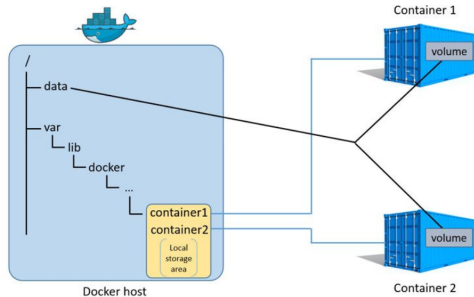 Container 1
volume
/
data
var
lib
docker
...
container1
container2
Local
storage
area
volume
Docker host
Container 2